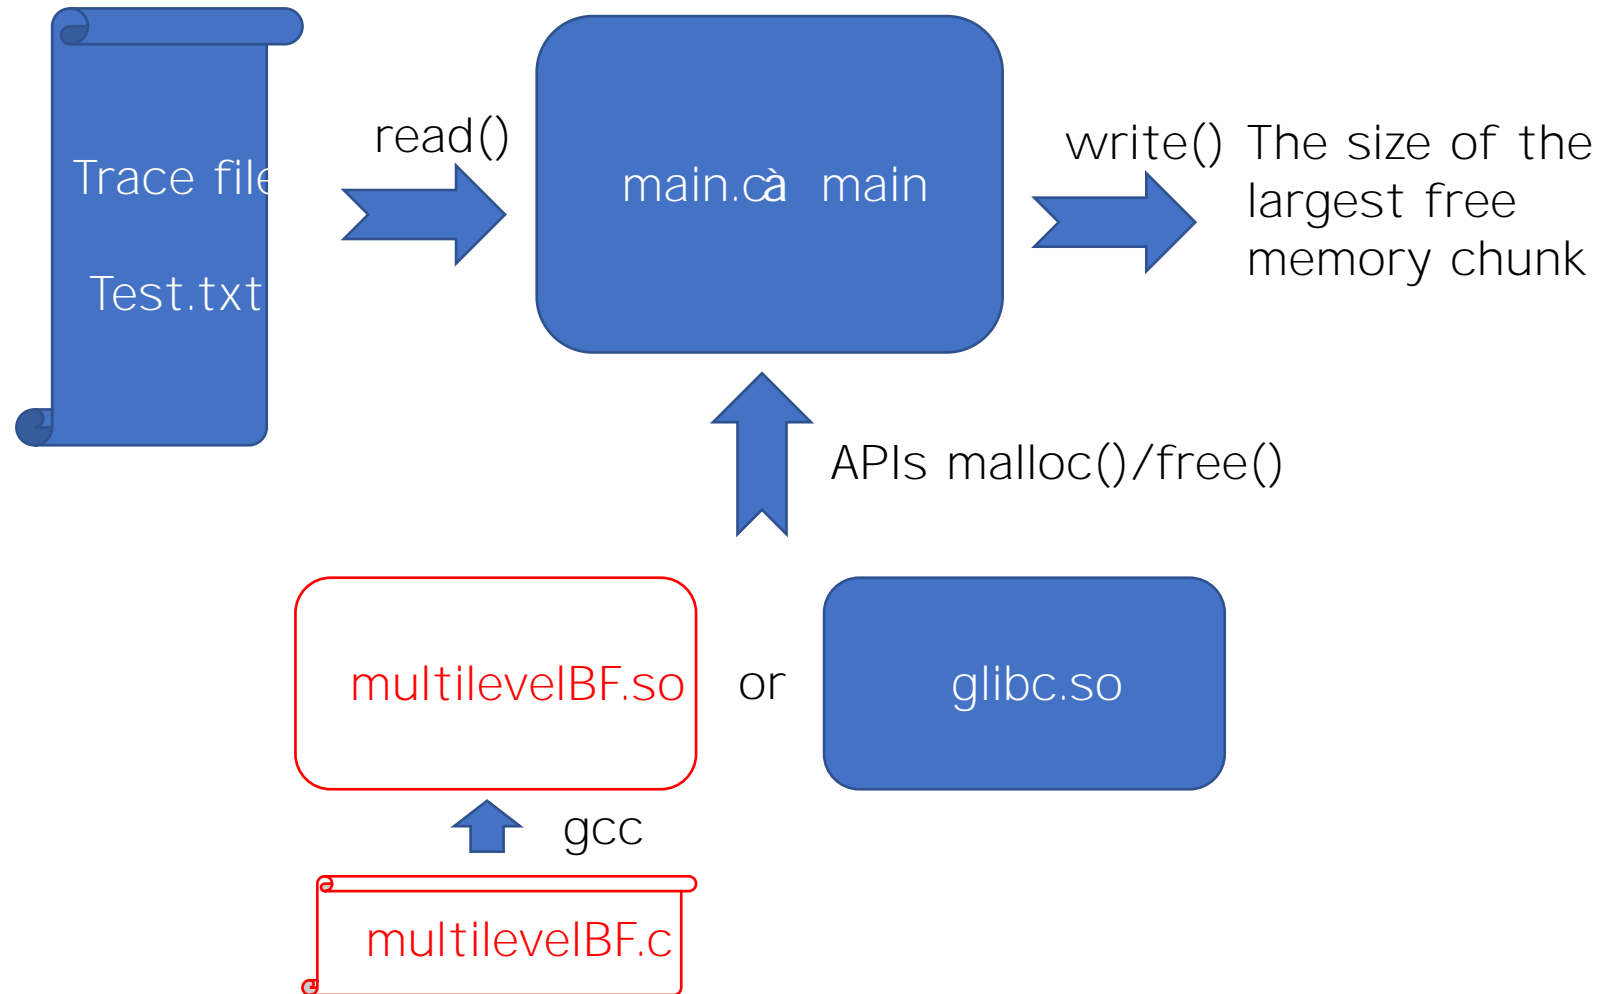 Trace file
Test.txt
read()
main.cà main
write()
The size of the
largest free
memory chunk
APIs malloc()/free()
multilevelBF.so
or
glibc.so
gcc
multilevelBF.c